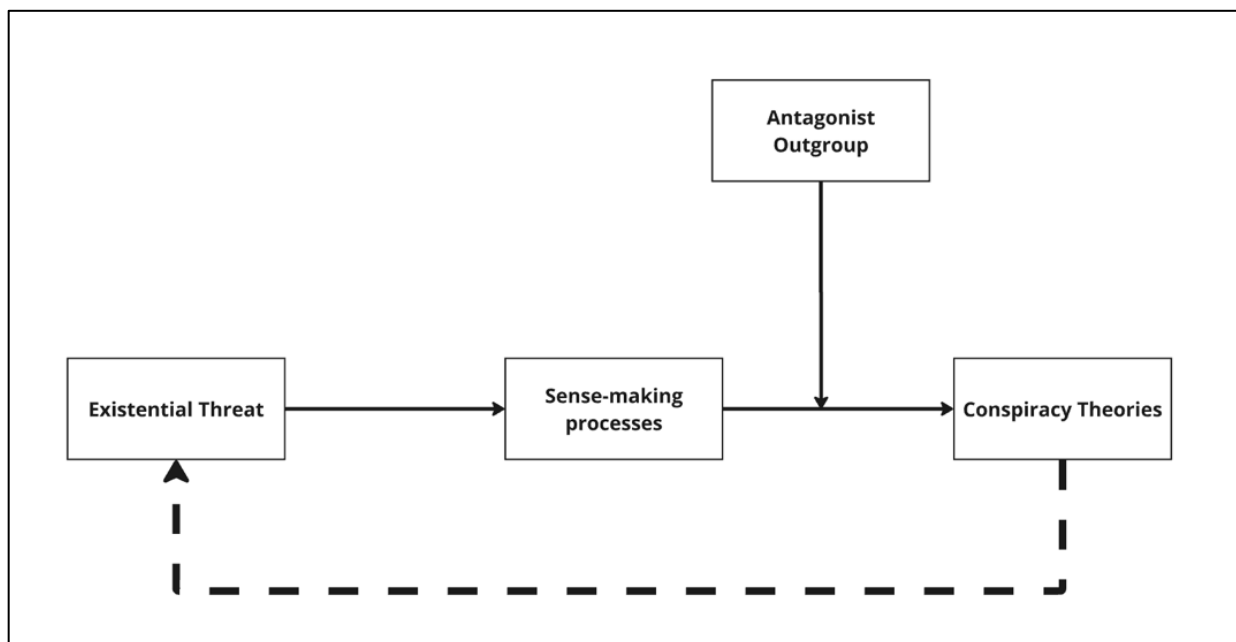 Antagonist
Outgroup
Existential Threat
Sense-making
processes
Conspiracy Theories